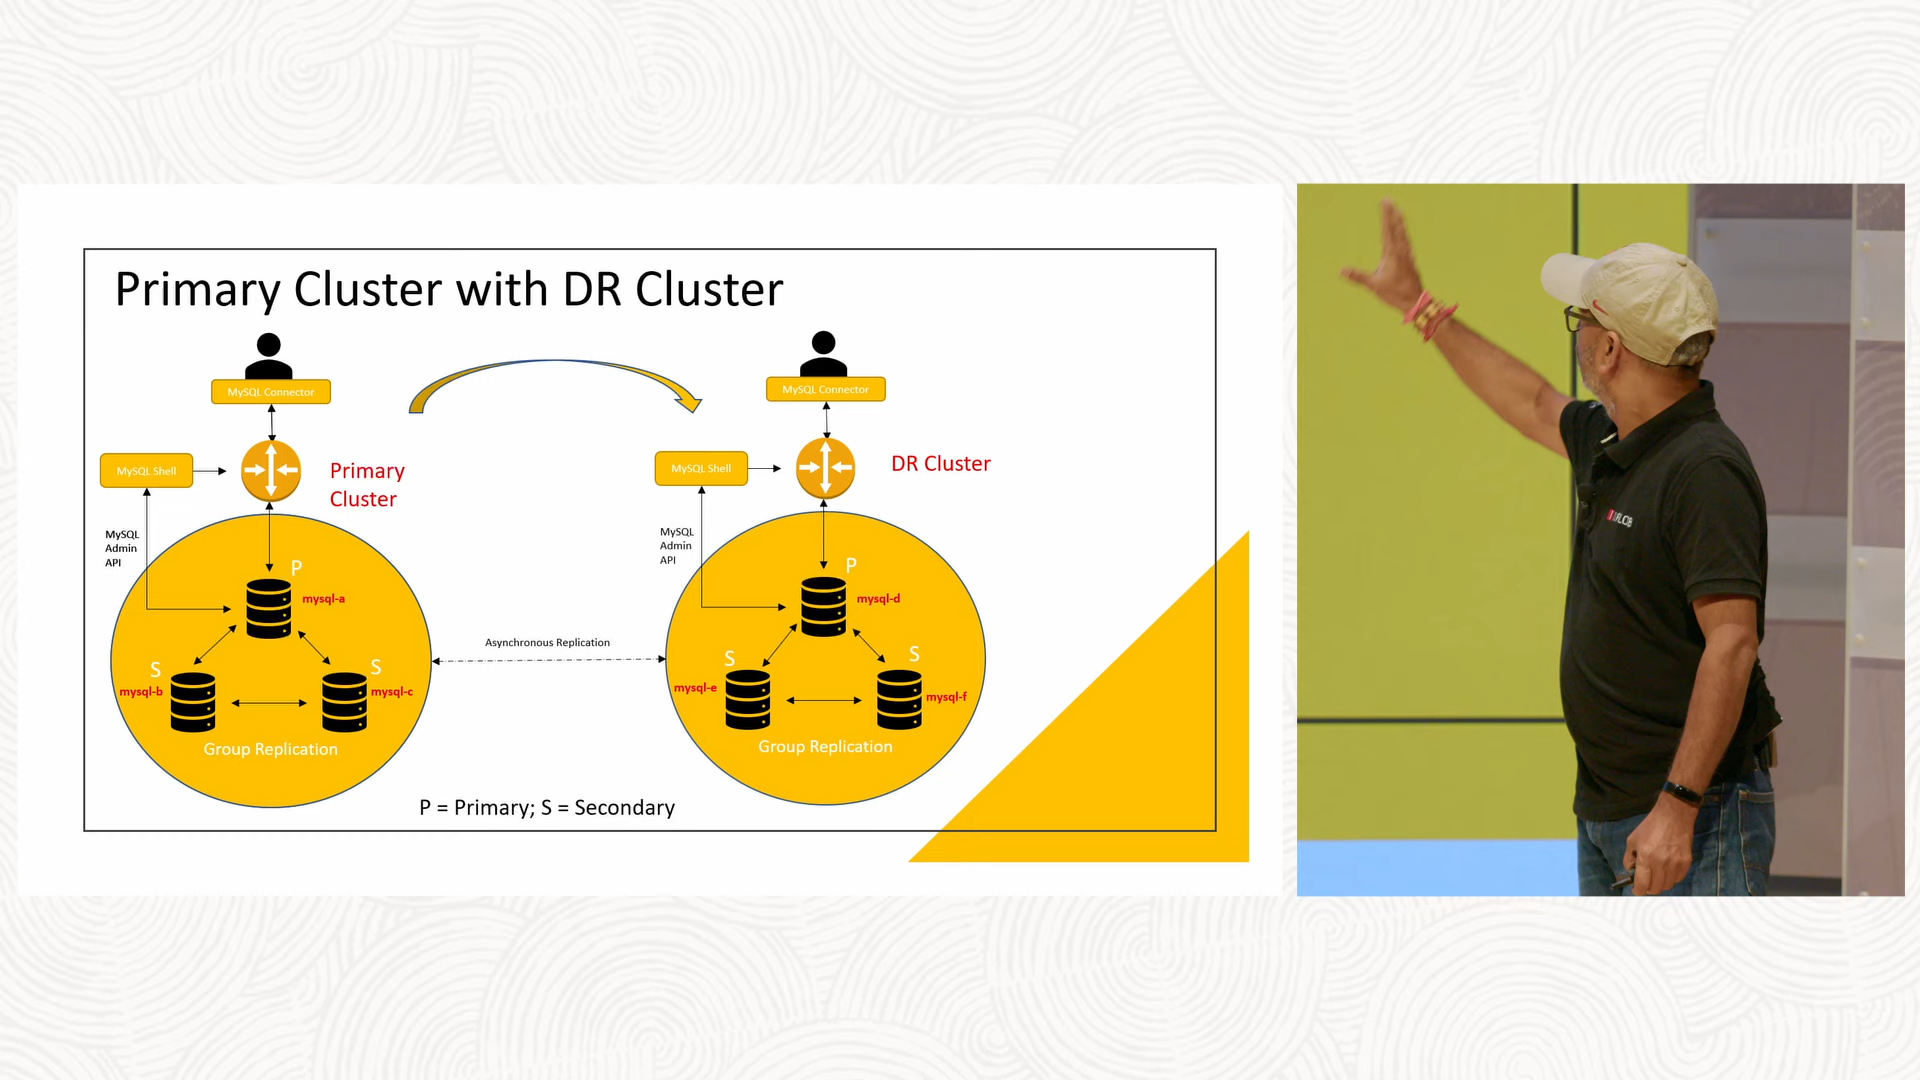 Primary Cluster with DR Cluster
MySQL Connector
MySQL Shell
Primary
Cluster
MySQL
Admin
API
P
mysql-a
S
mysql-b
S
mysql-c
Group Replication
Asynchronous Replication
MySQL Connector
MySQL Shell
DR Cluster
MySQL
Admin
API
P
mysql-d
S
mysql-e
S
mysql-f
Group Replication
P = Primary; S = Secondary